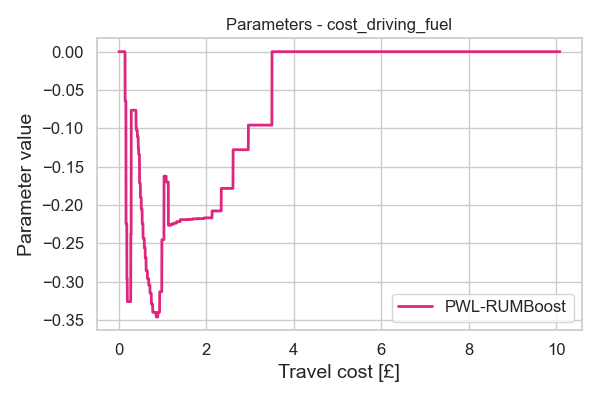 Parameters - cost_driving_fuel
Parameter value
0.00
−0.05
−0.10
−0.15
−0.20
−0.25
−0.30
−0.35
PWL-RUMBoost
0 2 4 6 8 10
Travel cost [£]